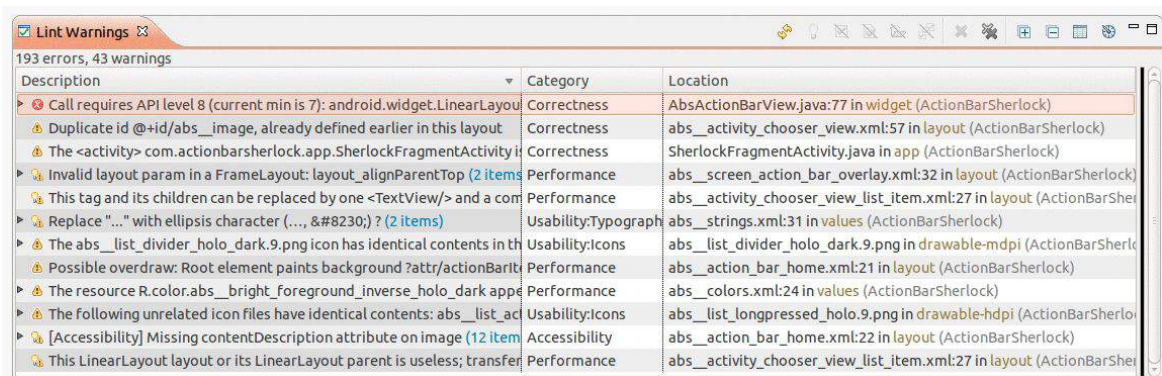 Lint Warnings
193 errors, 43 warnings
Description Category Location
Call requires API level 8 (current min is 7): android.widget.LinearLayou Correctness AbsActionBarView.java:77 in widget (ActionBarSherlock)
Duplicate id @+id/abs__image, already defined earlier in this layout Correctness abs__activity_chooser_view.xml:57 in layout (ActionBarSherlock)
The <activity> com.actionbarsherlock.app.SherlockFragmentActivity is Correctness SherlockFragmentActivity.java in app (ActionBarSherlock)
Invalid layout param in a FrameLayout: layout_alignParentTop (2 items Performance abs__screen_action_bar_overlay.xml:32 in layout (ActionBarSherlock)
This tag and its children can be replaced by one <TextView/> and a com Performance abs__activity_chooser_view_list_item.xml:27 in layout (ActionBarSher
Replace "..." with ellipsis character (…, &#8230;) ? (2 items) Usability:Typograph abs__strings.xml:31 in values (ActionBarSherlock)
The abs__list_divider_holo_dark.9.png icon has identical contents in th Usability:Icons abs__list_divider_holo_dark.9.png in drawable-mdpi (ActionBarSherlo
Possible overdraw: Root element paints background ?attr/actionBarIte Performance abs__action_bar_home.xml:21 in layout (ActionBarSherlock)
The resource R.color.abs__bright_foreground_inverse_holo_dark appe Performance abs__colors.xml:24 in values (ActionBarSherlock)
The following unrelated icon files have identical contents: abs__list_act Usability:Icons abs__list_longpressed_holo.9.png in drawable-hdpi (ActionBarSherlo
[Accessibility] Missing contentDescription attribute on image (12 item Accessibility abs__action_bar_home.xml:22 in layout (ActionBarSherlock)
This LinearLayout layout or its LinearLayout parent is useless; transfer Performance abs__activity_chooser_view_list_item.xml:27 in layout (ActionBarSher